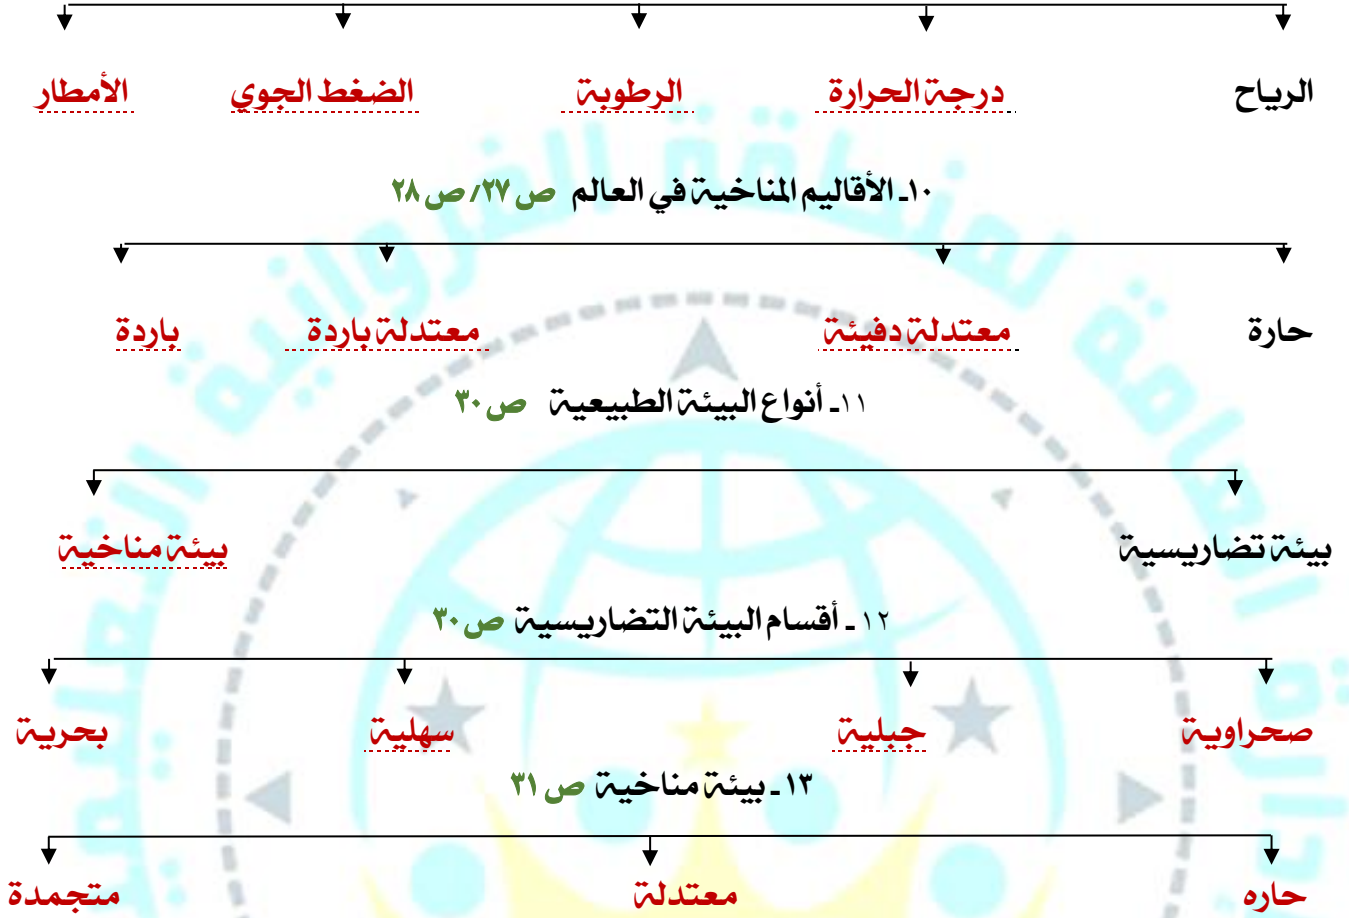 الرياح درجة الحرارة الرطوبة الضغط الجوي الأمطار
١٠ـ الأقاليم المناخية في العالم ص ٢٧/ ص ٢٨
حارة معتدلة دفيئة معتدلة باردة باردة
١١ـ أنواع البيئة الطبيعية ص ٣٠
بيئة تضاريسية بيئة مناخية
١٢ ـ أقسام البيئة التضاريسية ص ٣٠
صحراوية جبلية سهلية بحرية
١٣ ـ بيئة مناخية ص ٣١
حاره معتدلة متجمدة